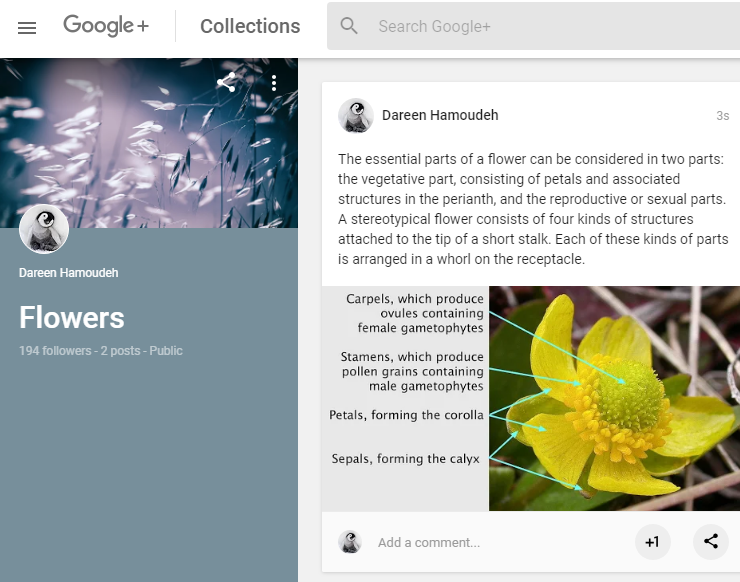 Google+
Collections
Search Google+
Dareen Hamoudeh
Flowers
194 followers - 2 posts - Public
Dareen Hamoudeh
3s
The essential parts of a flower can be considered in two parts:
the vegetative part, consisting of petals and associated
structures in the perianth, and the reproductive or sexual parts.
A stereotypical flower consists of four kinds of structures
attached to the tip of a short stalk. Each of these kinds of parts
is arranged in a whorl on the receptacle.
Carpels, which produce
ovules containing
female gametophytes
Stamens, which produce
pollen grains containing
male gametophytes
Petals, forming the corolla
Sepals, forming the calyx
Add a comment...
+1